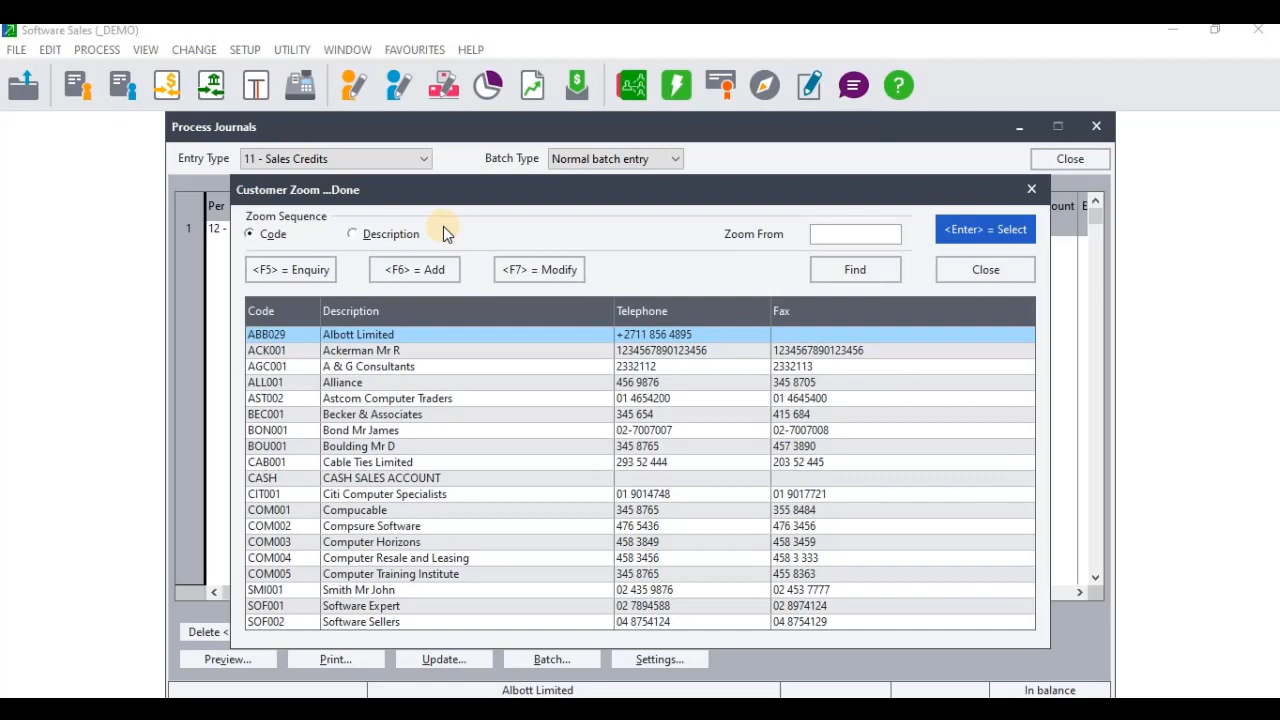 Software Sales (_DEMO)
FILE EDIT PROCESS VIEW CHANGE SETUP UTILITY WINDOW FAVOURITES HELP
Process Journals
Entry Type 11 - Sales Credits Batch Type Normal batch entry Close
Customer Zoom ...Done
Per
12 -
1
Zoom Sequence
Code Description Zoom From <Enter> = Select
<F5> = Enquiry <F6> = Add <F7> = Modify Find Close
Code Description Telephone Fax
ABB029 Albott Limited +2711 856 4895
ACK001 Ackerman Mr R 1234567890123456 1234567890123456
AGC001 A & G Consultants 2332112 2332113
ALL001 Alliance 456 9876 345 8705
AST002 Astcom Computer Traders 01 4654200 01 4645400
BEC001 Becker & Associates 345 654 415 684
BON001 Bond Mr James 02-7007007 02-7007008
BOU001 Boulding Mr D 345 8765 457 3890
CAB001 Cable Ties Limited 293 52 444 203 52 445
CASH CASH SALES ACCOUNT
CIT001 Citi Computer Specialists 01 9014748 01 9017721
COM001 Compucable 345 8765 355 8484
COM002 Compsure Software 476 5436 476 3456
COM003 Computer Horizons 458 3849 458 3459
COM004 Computer Resale and Leasing 458 3456 458 3 333
COM005 Computer Training Institute 345 8765 455 8363
SMI001 Smith Mr John 02 435 9876 02 453 7777
SOF001 Software Expert 02 7894588 02 8974124
SOF002 Software Sellers 04 8754124 04 8754129
Delete <
Preview... Print... Update... Batch... Settings...
Albott Limited In balance